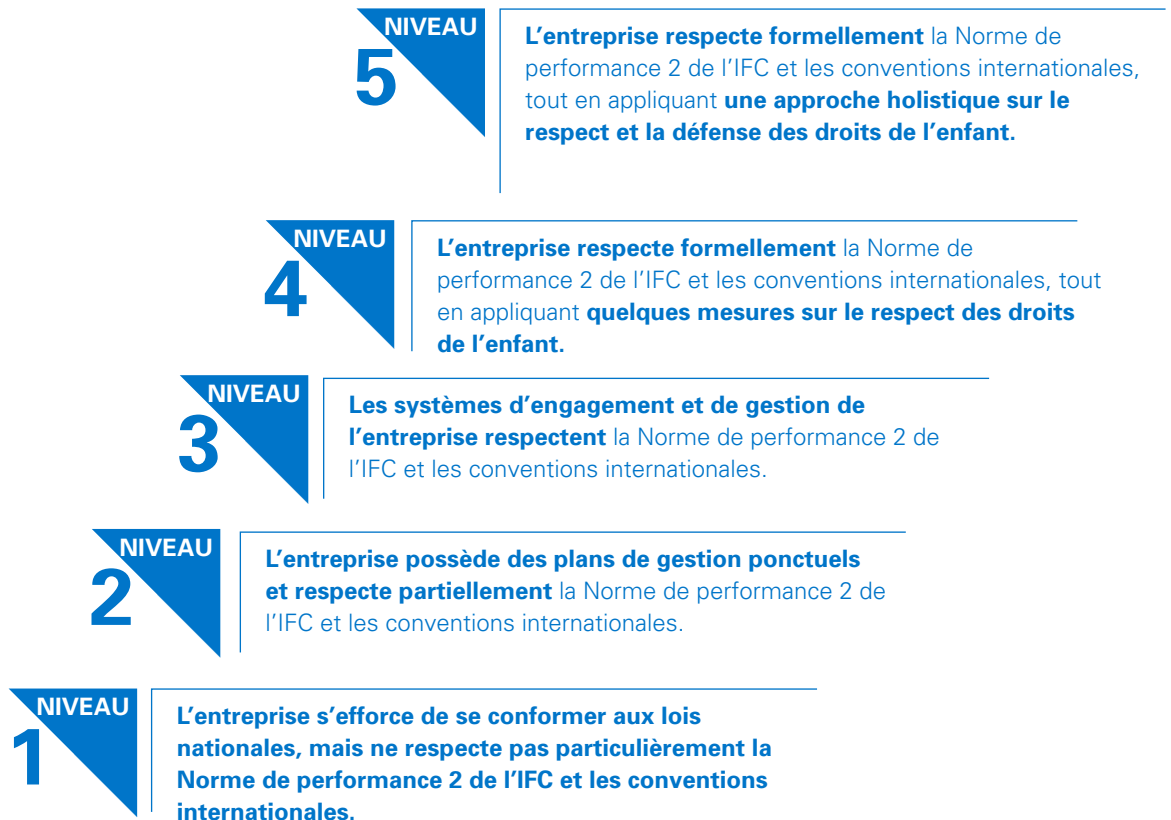 NIVEAU
5
L’entreprise respecte formellement la Norme de
performance 2 de l’IFC et les conventions internationales,
tout en appliquant une approche holistique sur le
respect et la défense des droits de l’enfant.
NIVEAU
4
L’entreprise respecte formellement la Norme de
performance 2 de l’IFC et les conventions internationales, tout
en appliquant quelques mesures sur le respect des droits
de l’enfant.
NIVEAU
3
Les systèmes d’engagement et de gestion de
l’entreprise respectent la Norme de performance 2 de
l’IFC et les conventions internationales.
NIVEAU
2
L’entreprise possède des plans de gestion ponctuels
et respecte partiellement la Norme de performance 2 de
l’IFC et les conventions internationales.
NIVEAU
1
L’entreprise s’efforce de se conformer aux lois
nationales, mais ne respecte pas particulièrement la
Norme de performance 2 de l’IFC et les conventions
internationales.